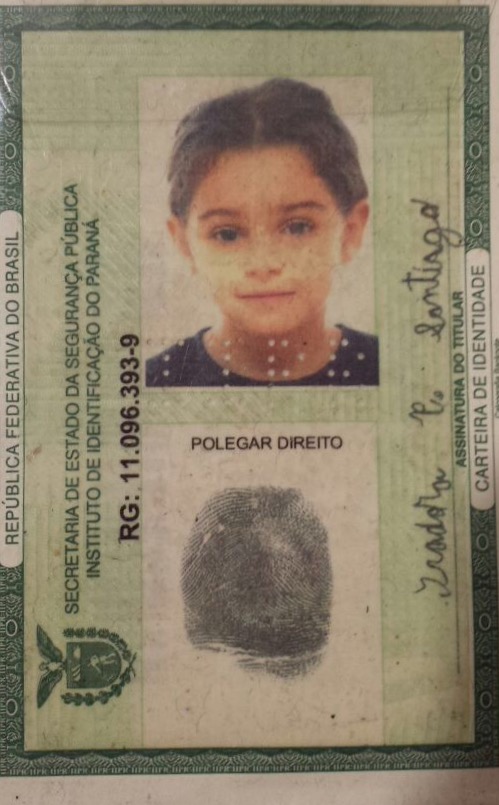 REPÚBLICA FEDERATIVA DO BRASIL
SECRETARIA DE ESTADO DA SEGURANÇA PÚBLICA
INSTITUTO DE IDENTIFICAÇÃO DO PARANÁ
RG: 11.096.393-9
POLEGAR DIREITO
Isadora P. Santiago
ASSINATURA DO TITULAR
CARTEIRA DE IDENTIDADE